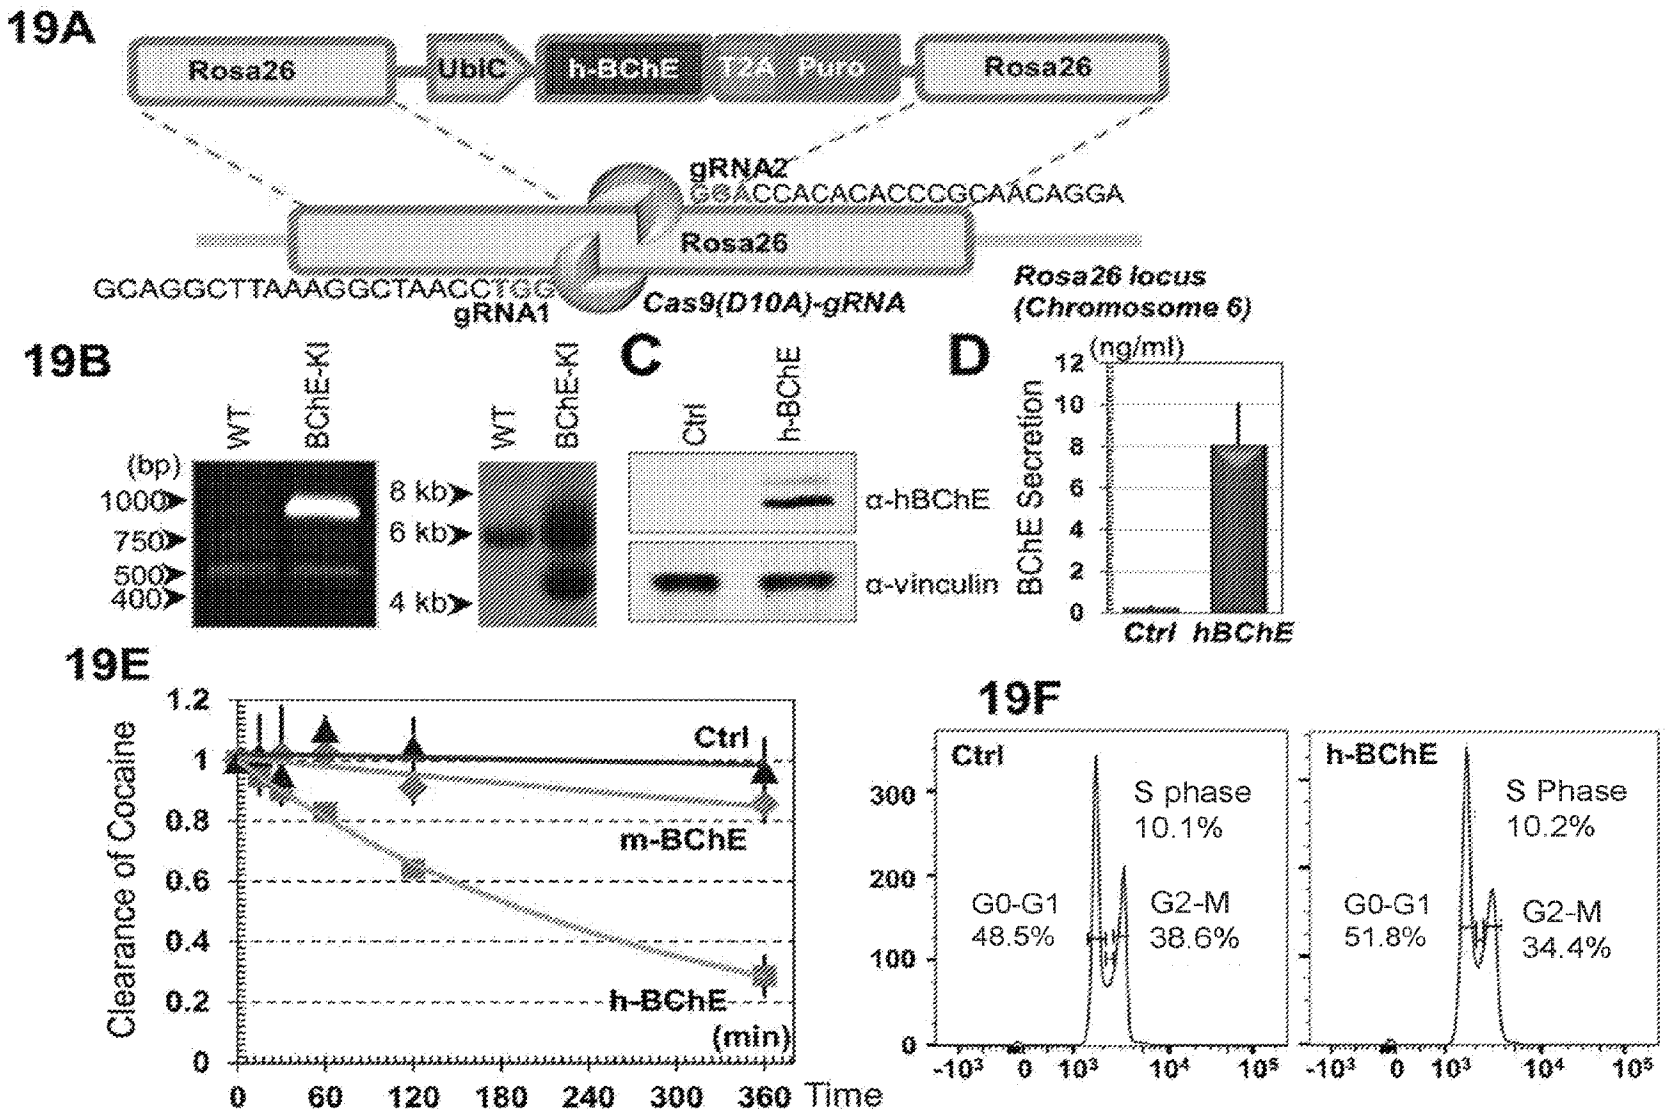 19A
Rosa26
UbIC
h-BChE
T2A Puro
Rosa26
gRNA2
GGACCACACACCCGCAACAGGA
Rosa26
GCAGGCTTAAAGGCTAACCTGG
gRNA1
Cas9(D10A)-gRNA
Rosa26 locus
(Chromosome 6)
19B
WT
BChE-KI
(bp)
1000
750
500
400
WT
BChE-KI
8 kb
6 kb
4 kb
C
Ctrl
h-BChE
α-hBChE
α-vinculin
D
(ng/ml)
BChE Secretion
12
10
8
6
4
2
0
Ctrl hBChE
19E
Clearance of Cocaine
1.2
1
0.8
0.6
0.4
0.2
0
Ctrl
m-BChE
h-BChE
(min)
0 60 120 180 240 300 360 Time
19F
Ctrl
S phase
10.1%
G0-G1
48.5%
G2-M
38.6%
300
200
100
0
-10³ 0 10³ 10⁴ 10⁵
h-BChE
S Phase
10.2%
G0-G1
51.8%
G2-M
34.4%
-10³ 0 10³ 10⁴ 10⁵